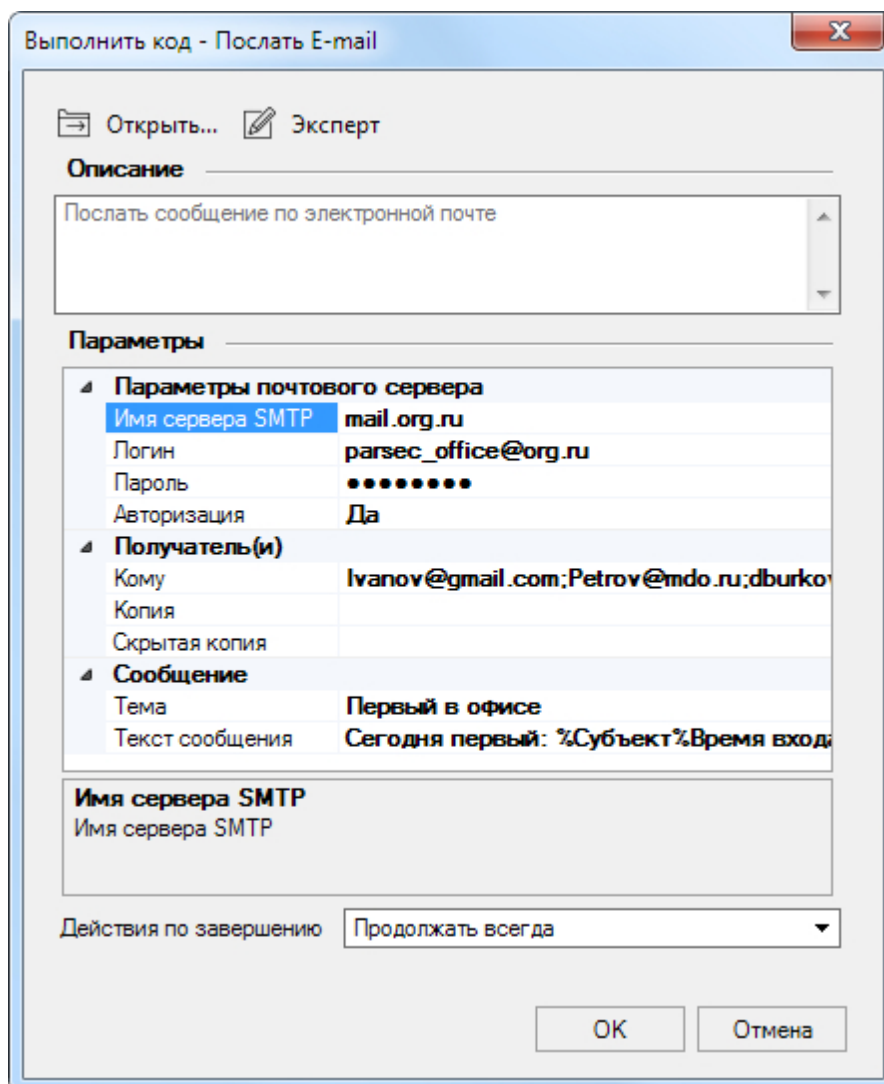 Выполнить код - Послать E-mail
Открыть... Эксперт
Описание
Послать сообщение по электронной почте
Параметры
Параметры почтового сервера
Имя сервера SMTP mail.org.ru
Логин parsec_office@org.ru
Пароль ●●●●●●●●
Авторизация Да
Получатель(и)
Кому Ivanov@gmail.com;Petrov@mdo.ru;dburkov
Копия
Скрытая копия
Сообщение
Тема Первый в офисе
Текст сообщения Сегодня первый: %Субъект%Время входа
Имя сервера SMTP
Имя сервера SMTP
Действия по завершению Продолжать всегда
OK Отмена